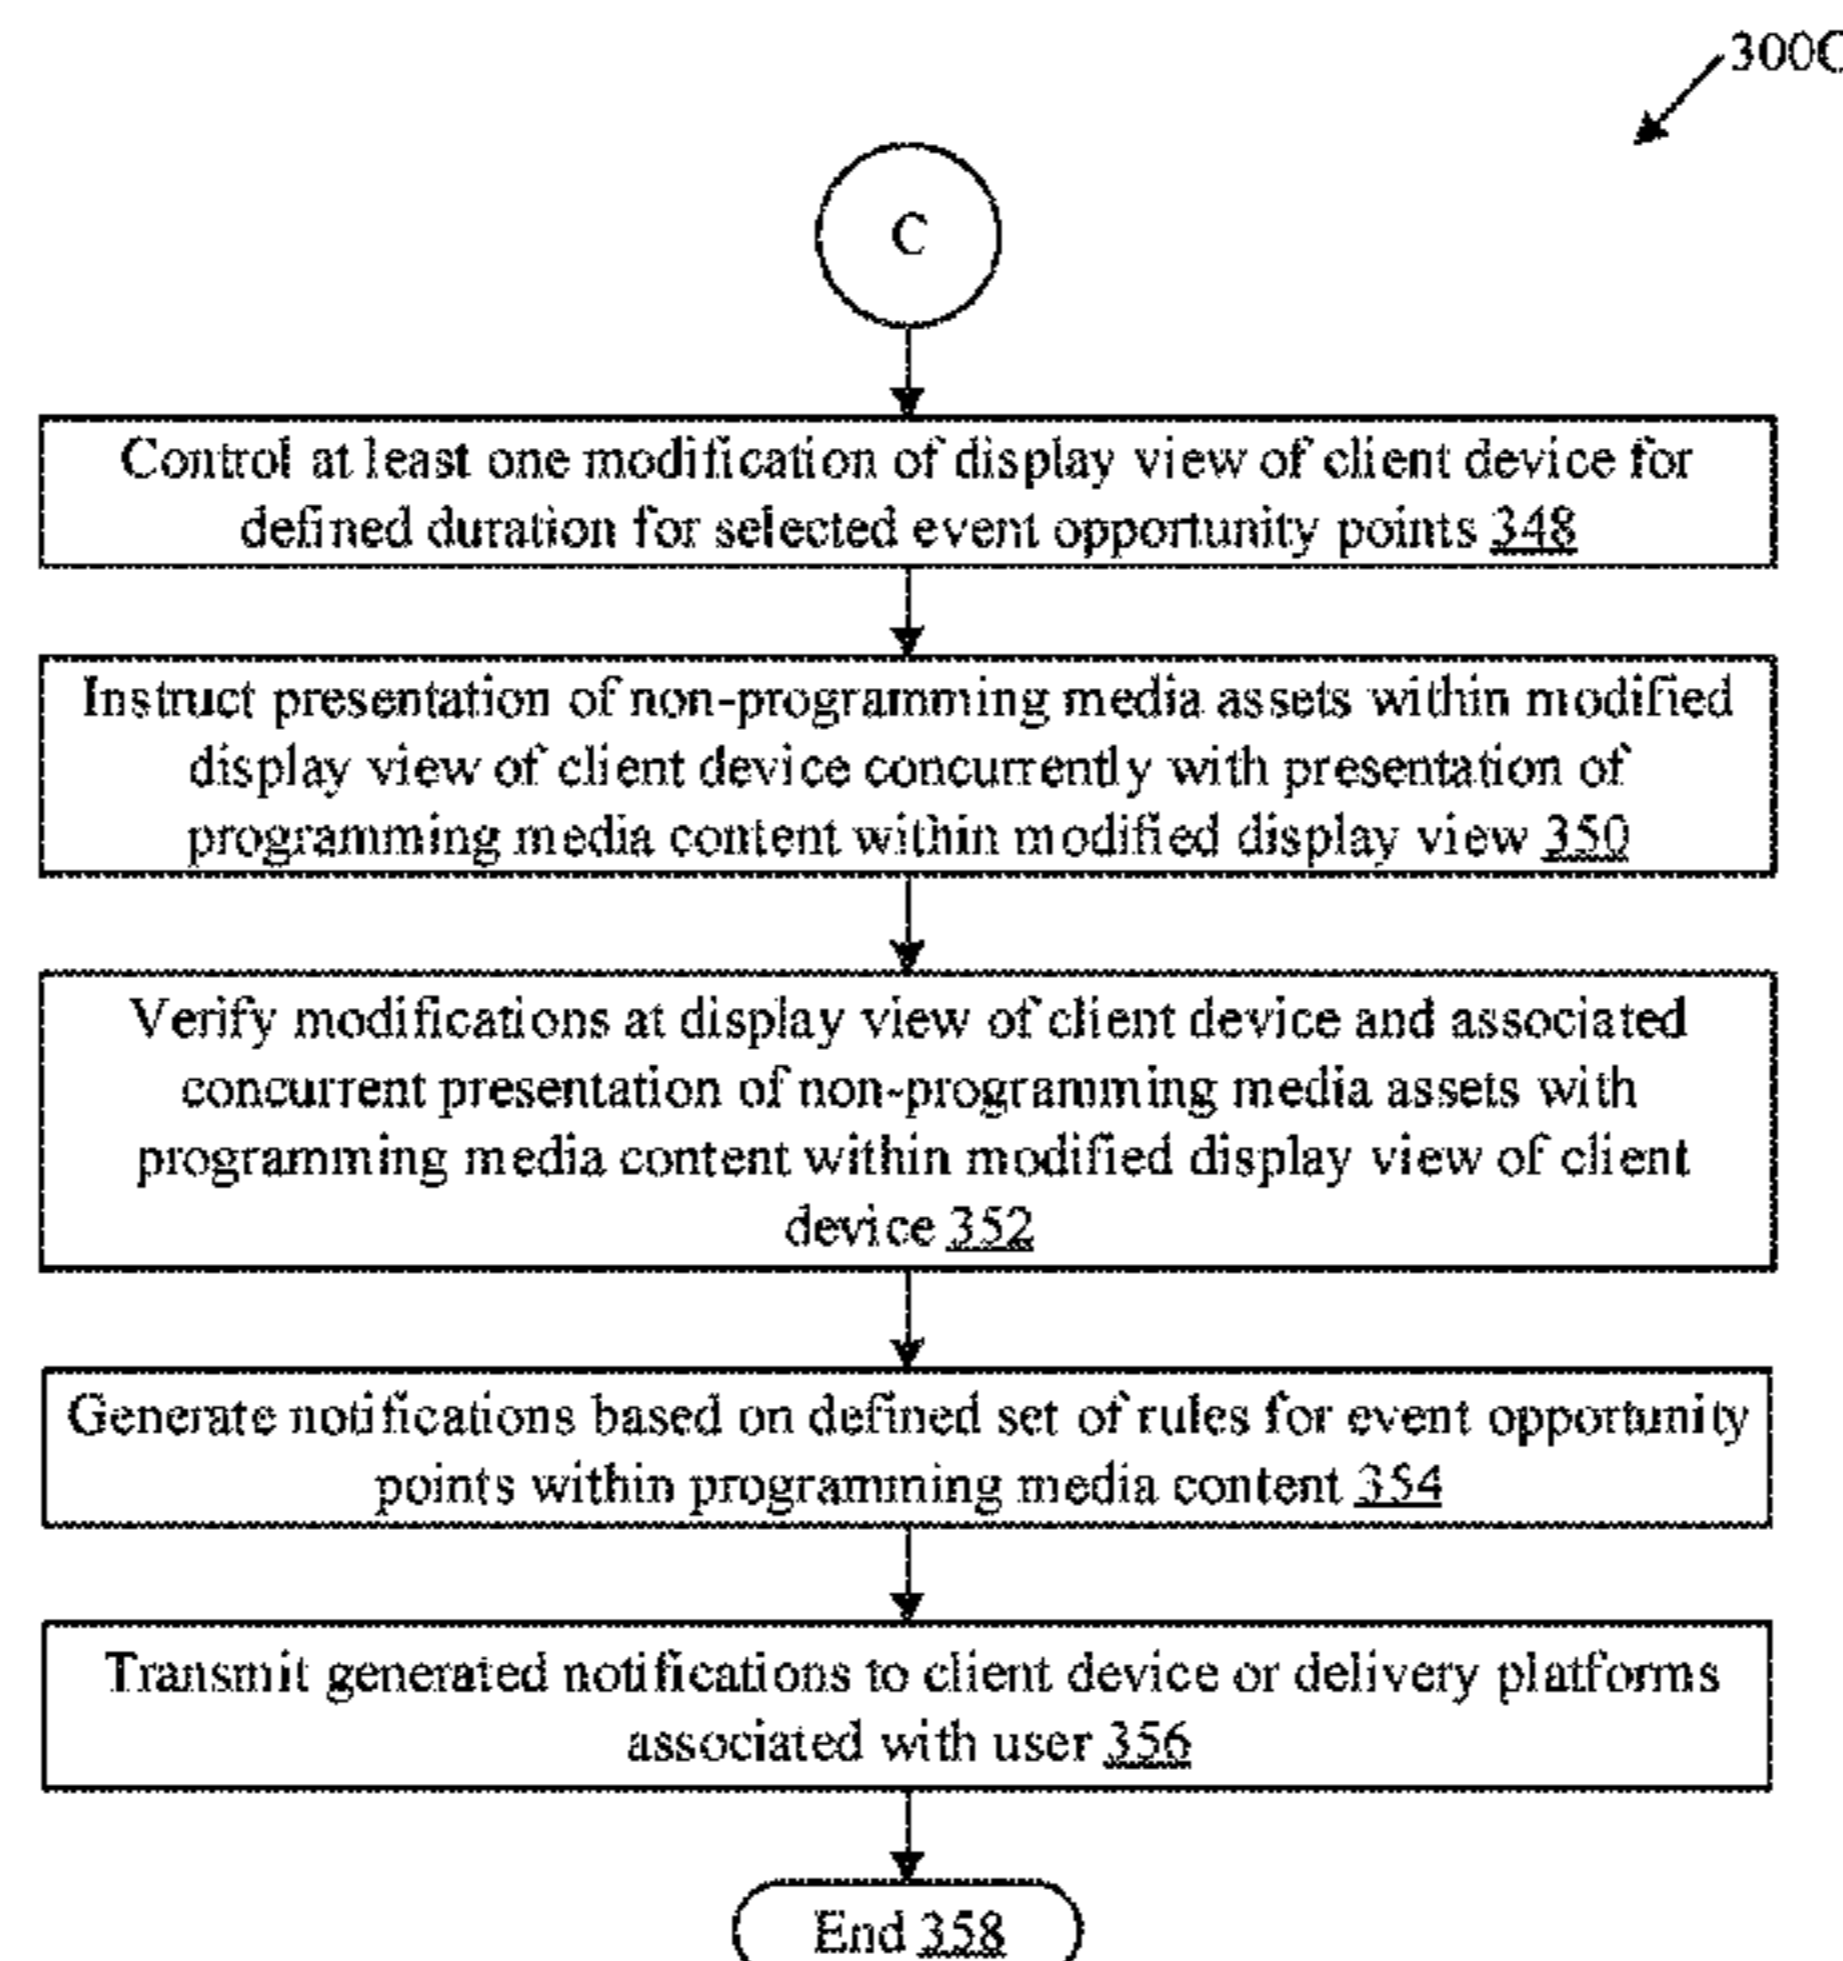 300C
C
Control at least one modification of display view of client device for
defined duration for selected event opportunity points 348
Instruct presentation of non-programming media assets within modified
display view of client device concurrently with presentation of
programming media content within modified display view 350
Verify modifications at display view of client device and associated
concurrent presentation of non-programming media assets with
programming media content within modified display view of client
device 352
Generate notifications based on defined set of rules for event opportunity
points within programming media content 354
Transmit generated notifications to client device or delivery platforms
associated with user 356
End 358